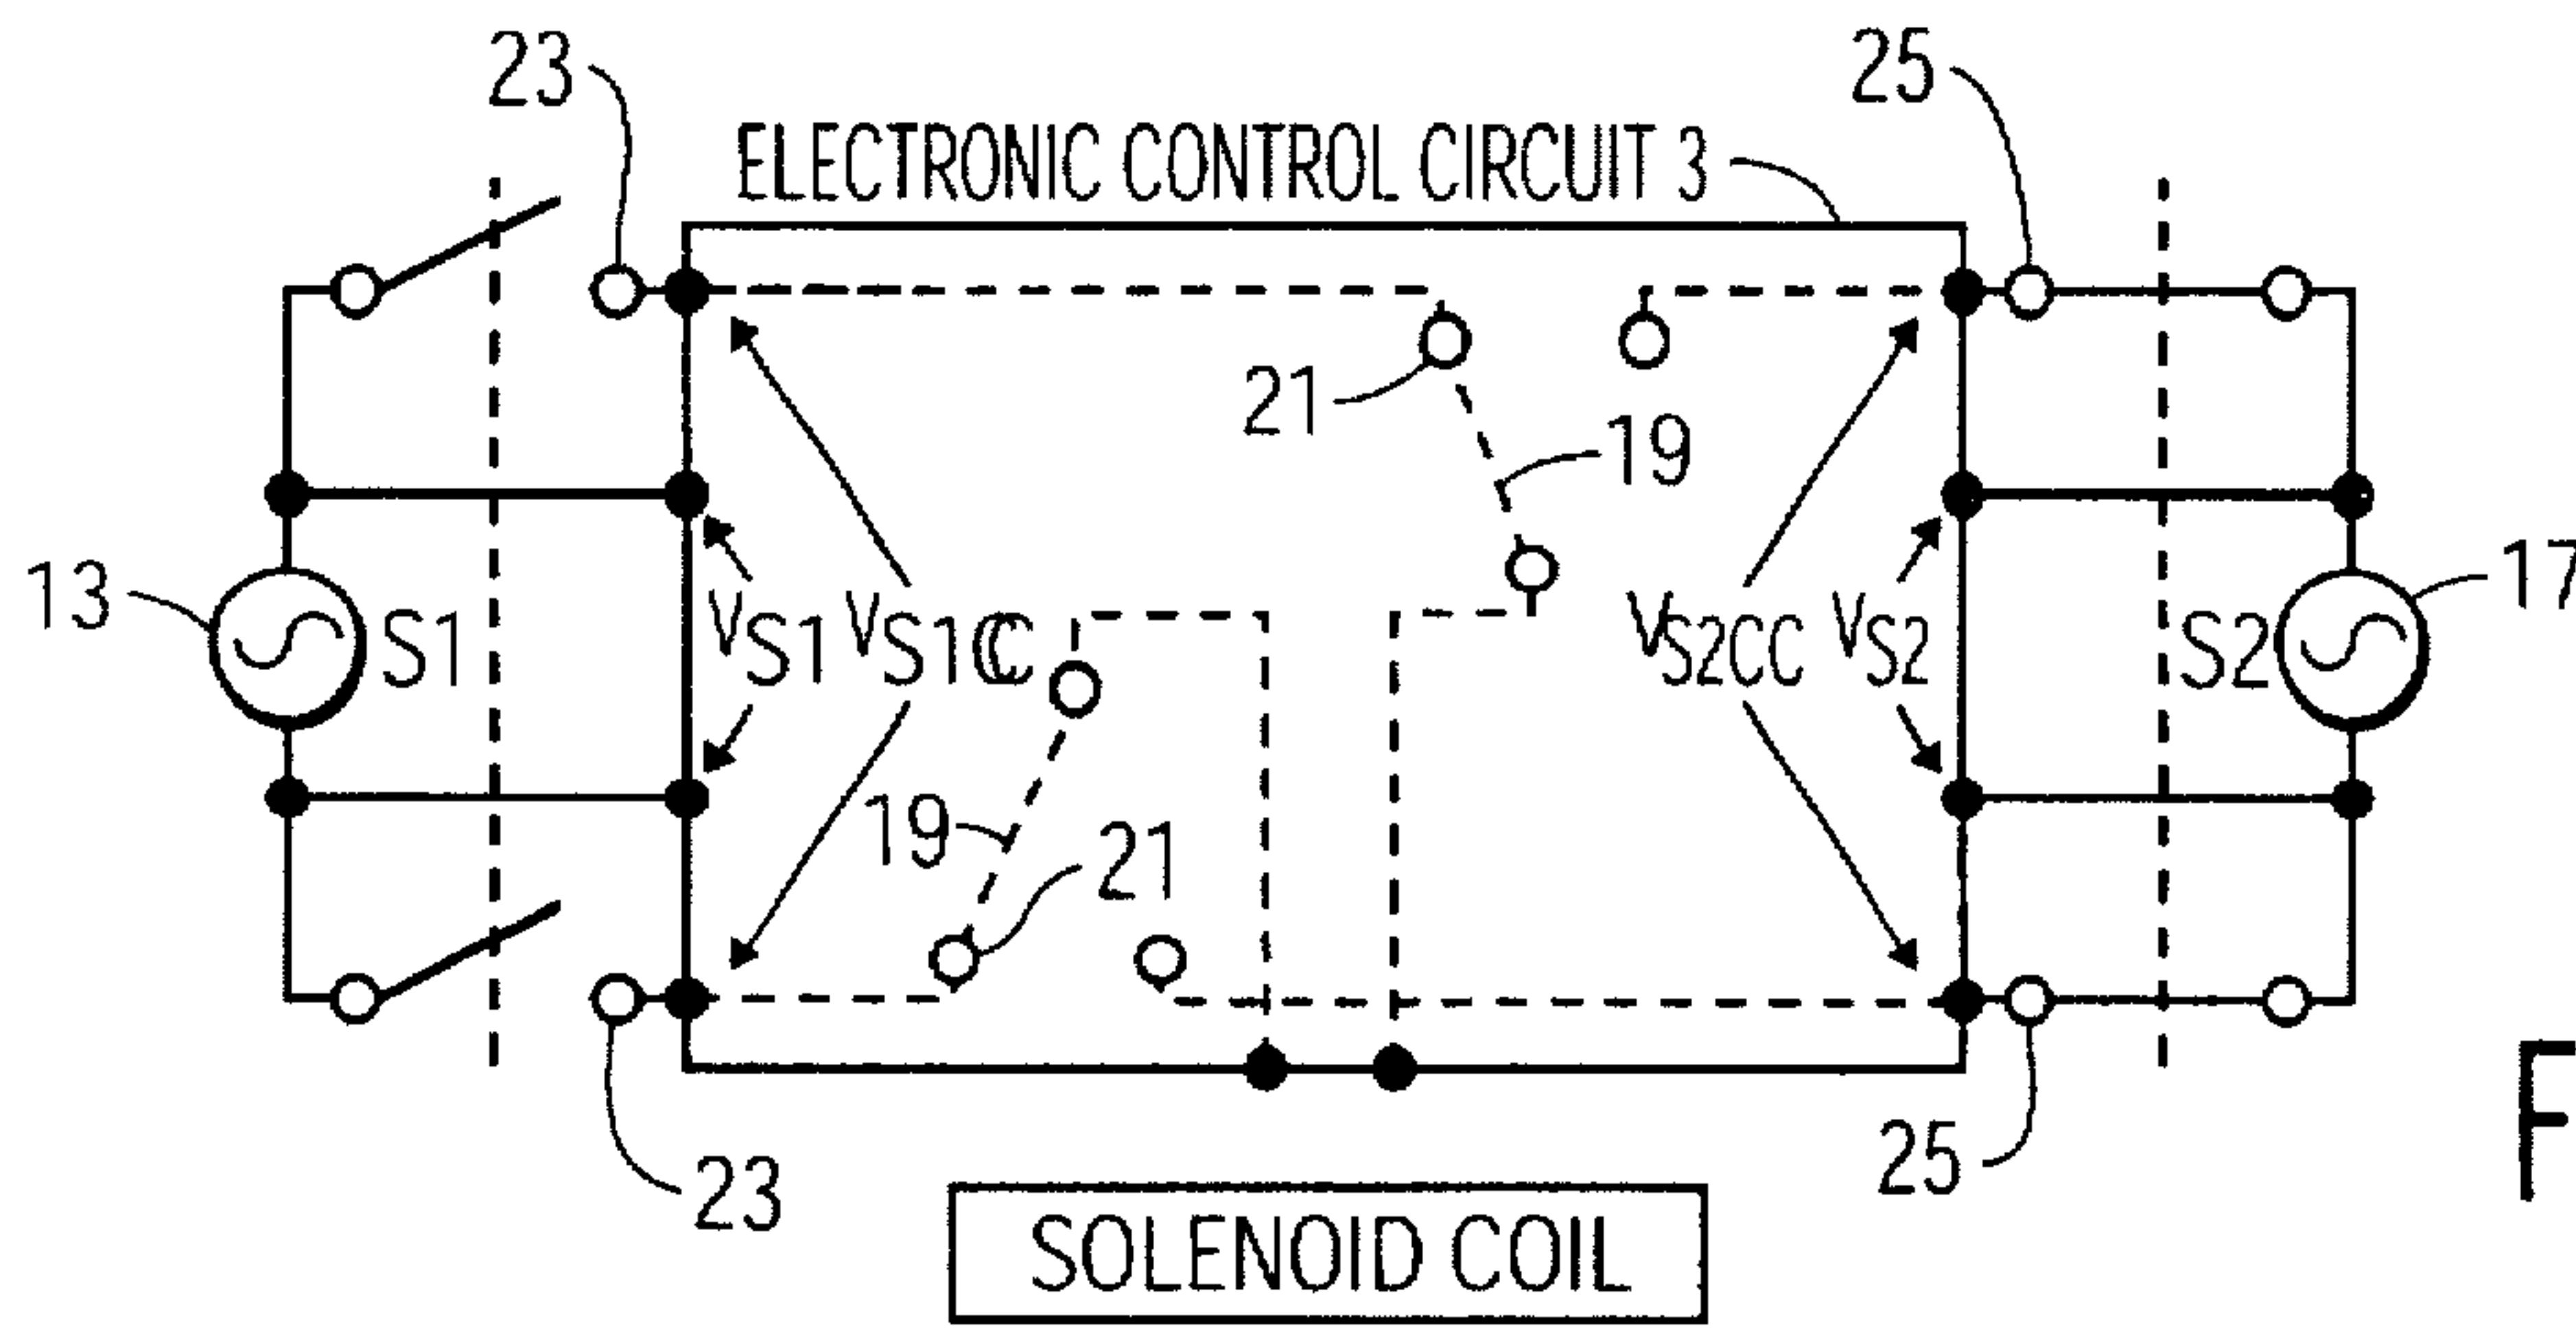 23
25
ELECTRONIC CONTROL CIRCUIT 3
21
19
13
S1
VS1
VS1CC
VS2CC
VS2
S2
17
19
21
23
25
SOLENOID COIL
F